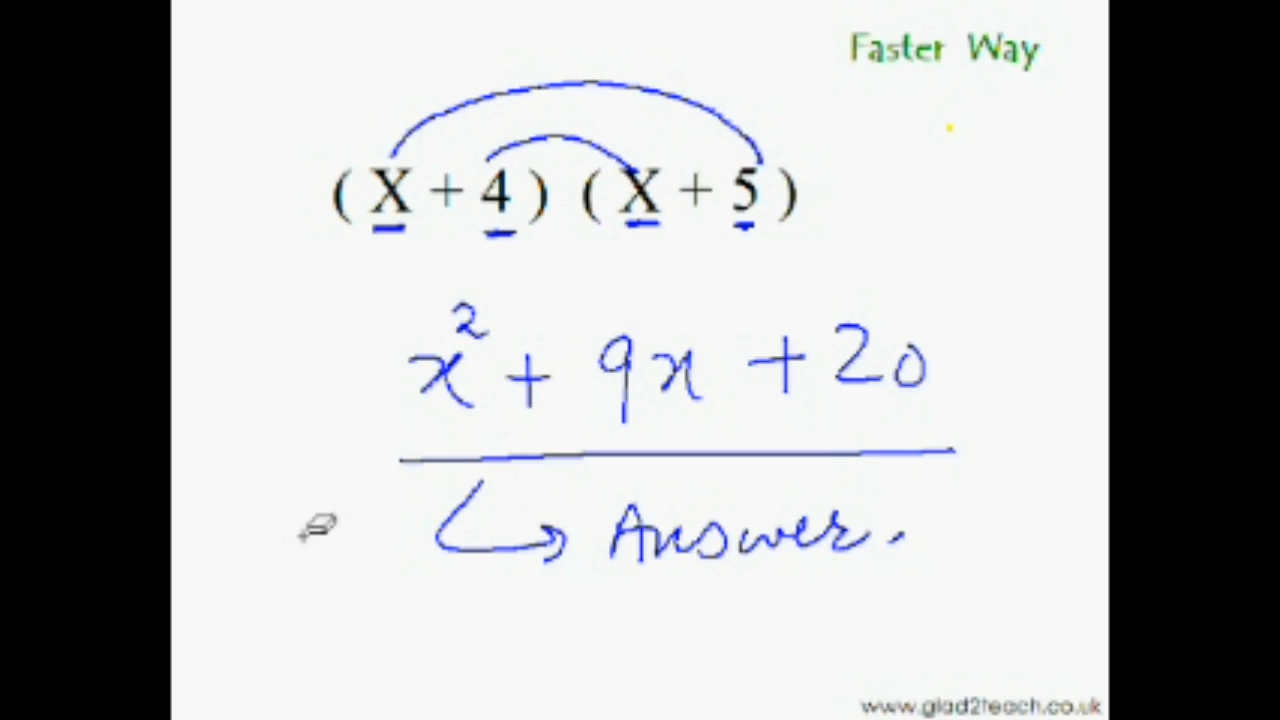 Faster Way
( X + 4 ) ( X + 5 )
x² + 9x + 20
Answer.
www.glad2teach.co.uk